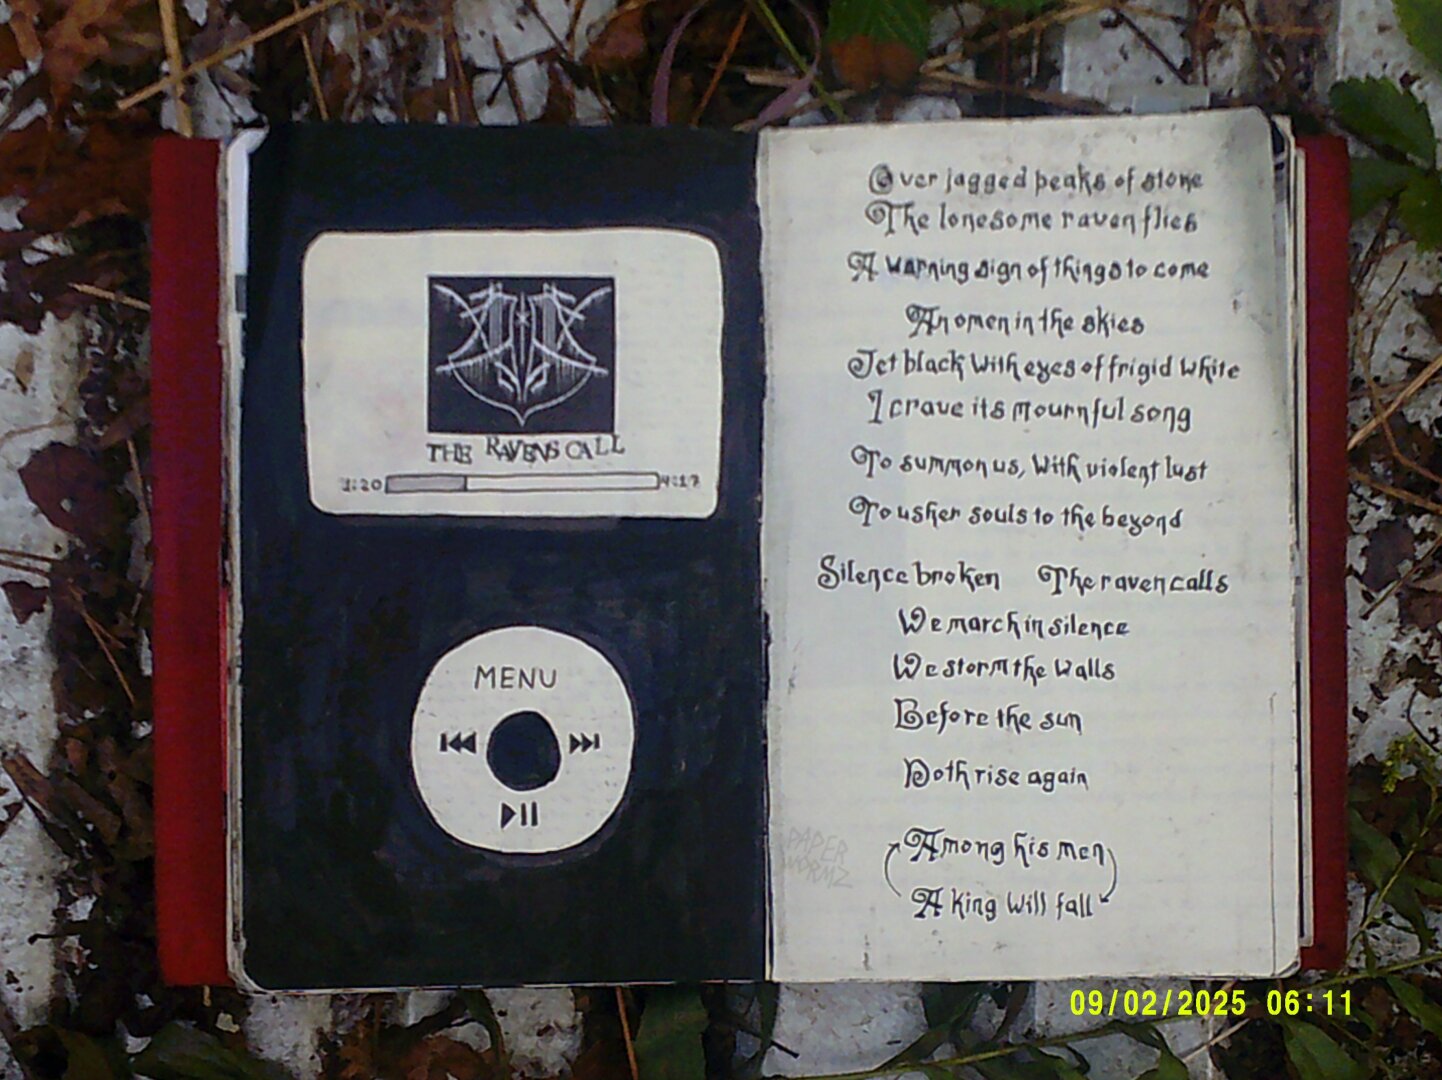 THE RAVENS CALL
1:20
4:17
MENU
Over jagged peaks of stone
The lonesome raven flies
A warning sign of things to come
An omen in the skies
Jet black with eyes of frigid white
I crave its mournful song
To summon us, with violent lust
To usher souls to the beyond
Silence broken The raven calls
We march in silence
We storm the walls
Before the sun
Doth rise again
Among his men
A king will fall
PAPER
WORMZ
09/02/2025 06:11